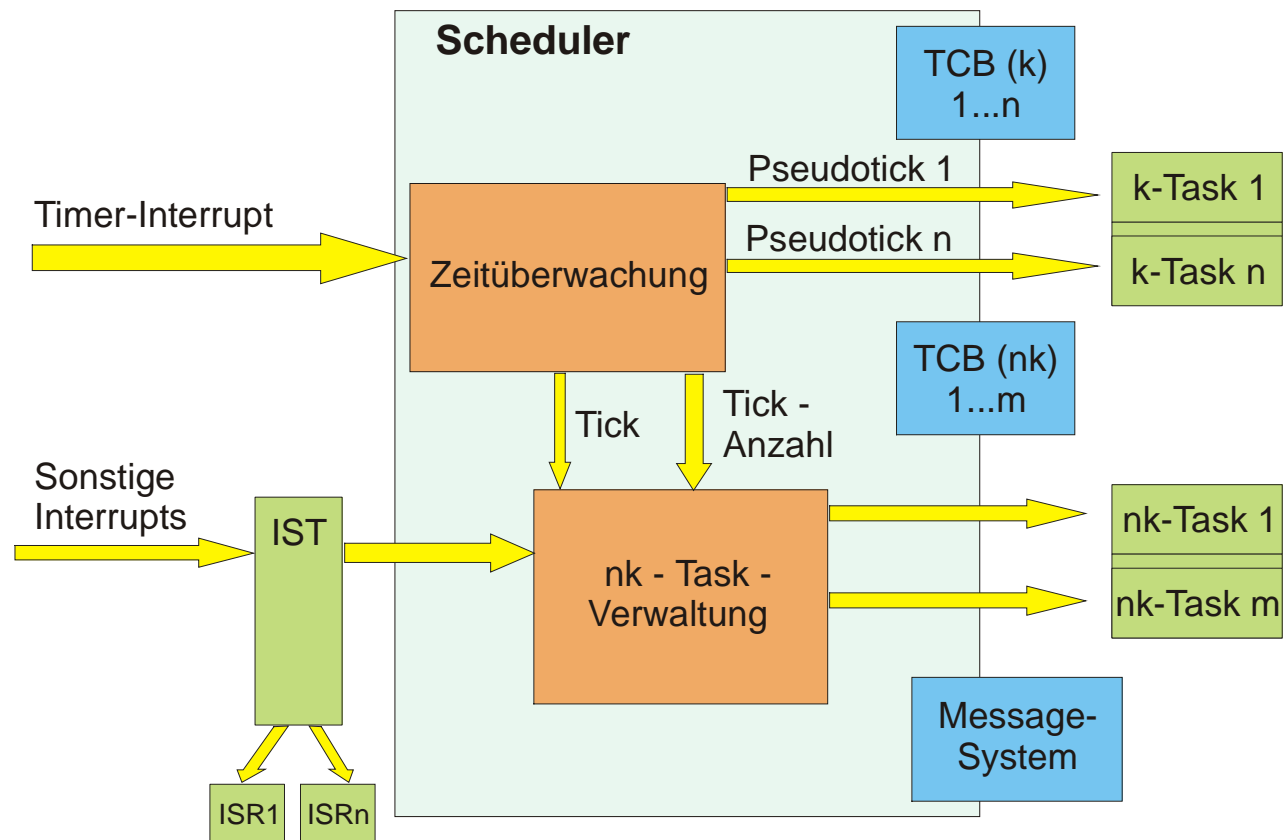 Scheduler
TCB (k)
1...n
Pseudotick 1
k-Task 1
Timer-Interrupt
Pseudotick n
k-Task n
Zeitüberwachung
TCB (nk)
1...m
Tick
Tick -
Anzahl
Sonstige
Interrupts
IST
nk-Task 1
nk - Task -
Verwaltung
nk-Task m
Message-
System
ISR1
ISRn